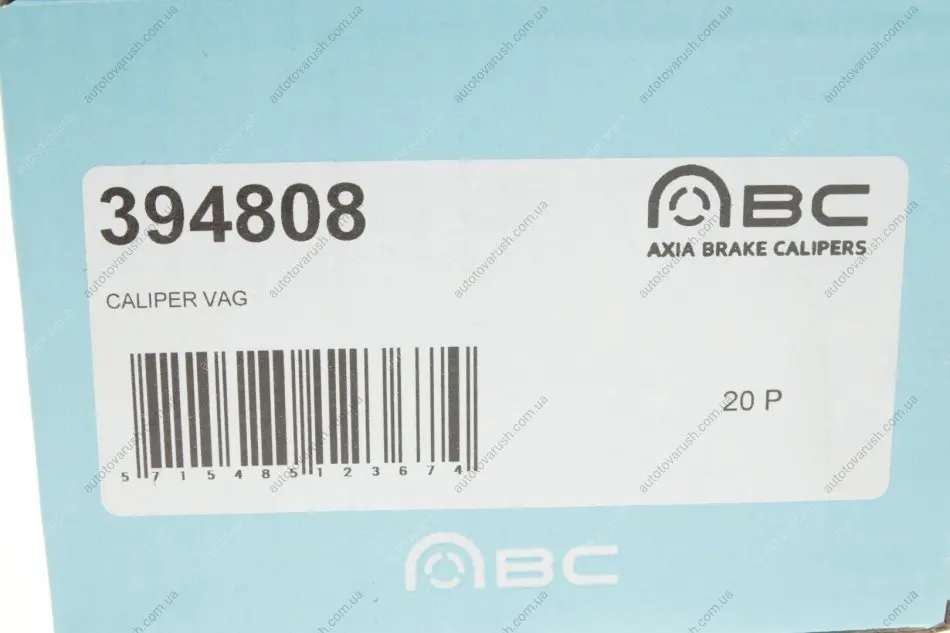 394808
ABC
AXIA BRAKE CALIPERS
CALIPER VAG
20 P
5 715485 123674
ABC
autotovarush.com.ua